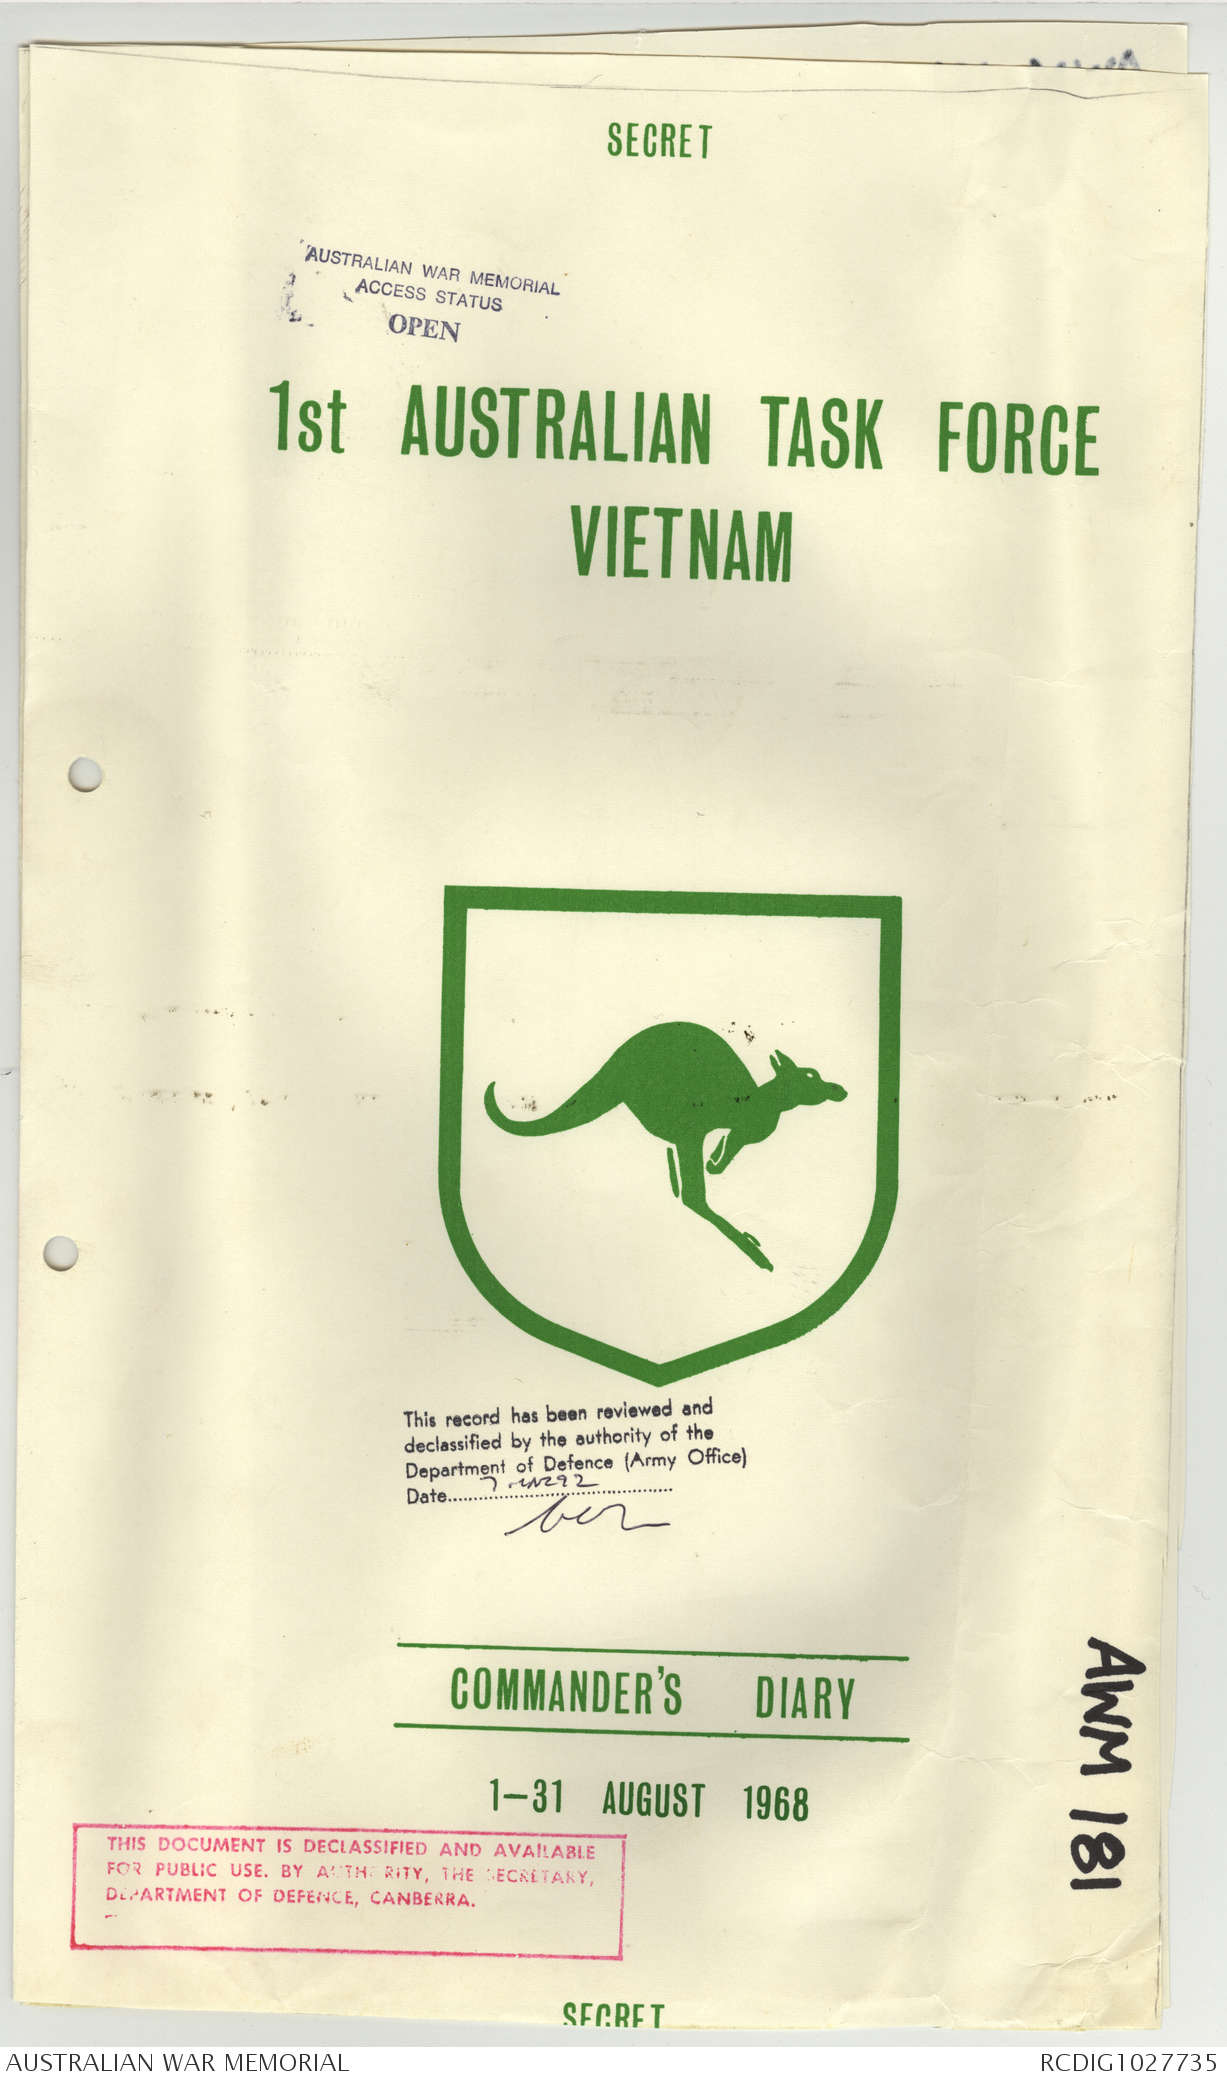 SECRET
AUSTRALIAN WAR MEMORIAL
ACCESS STATUS
OPEN
1st AUSTRALIAN TASK FORCE
VIETNAM
This record has been reviewed and
declassified by the authority of the
Department of Defence (Army Office)
Date
COMMANDER'S DIARY
1-31 AUGUST 1968
AWM 181
THIS DOCUMENT IS DECLASSIFIED AND AVAILABLE
FOR PUBLIC USE. BY AUTHORITY, THE SECRETARY,
DEPARTMENT OF DEFENCE, CANBERRA.
SECRET
AUSTRALIAN WAR MEMORIAL
RCDIG1027735